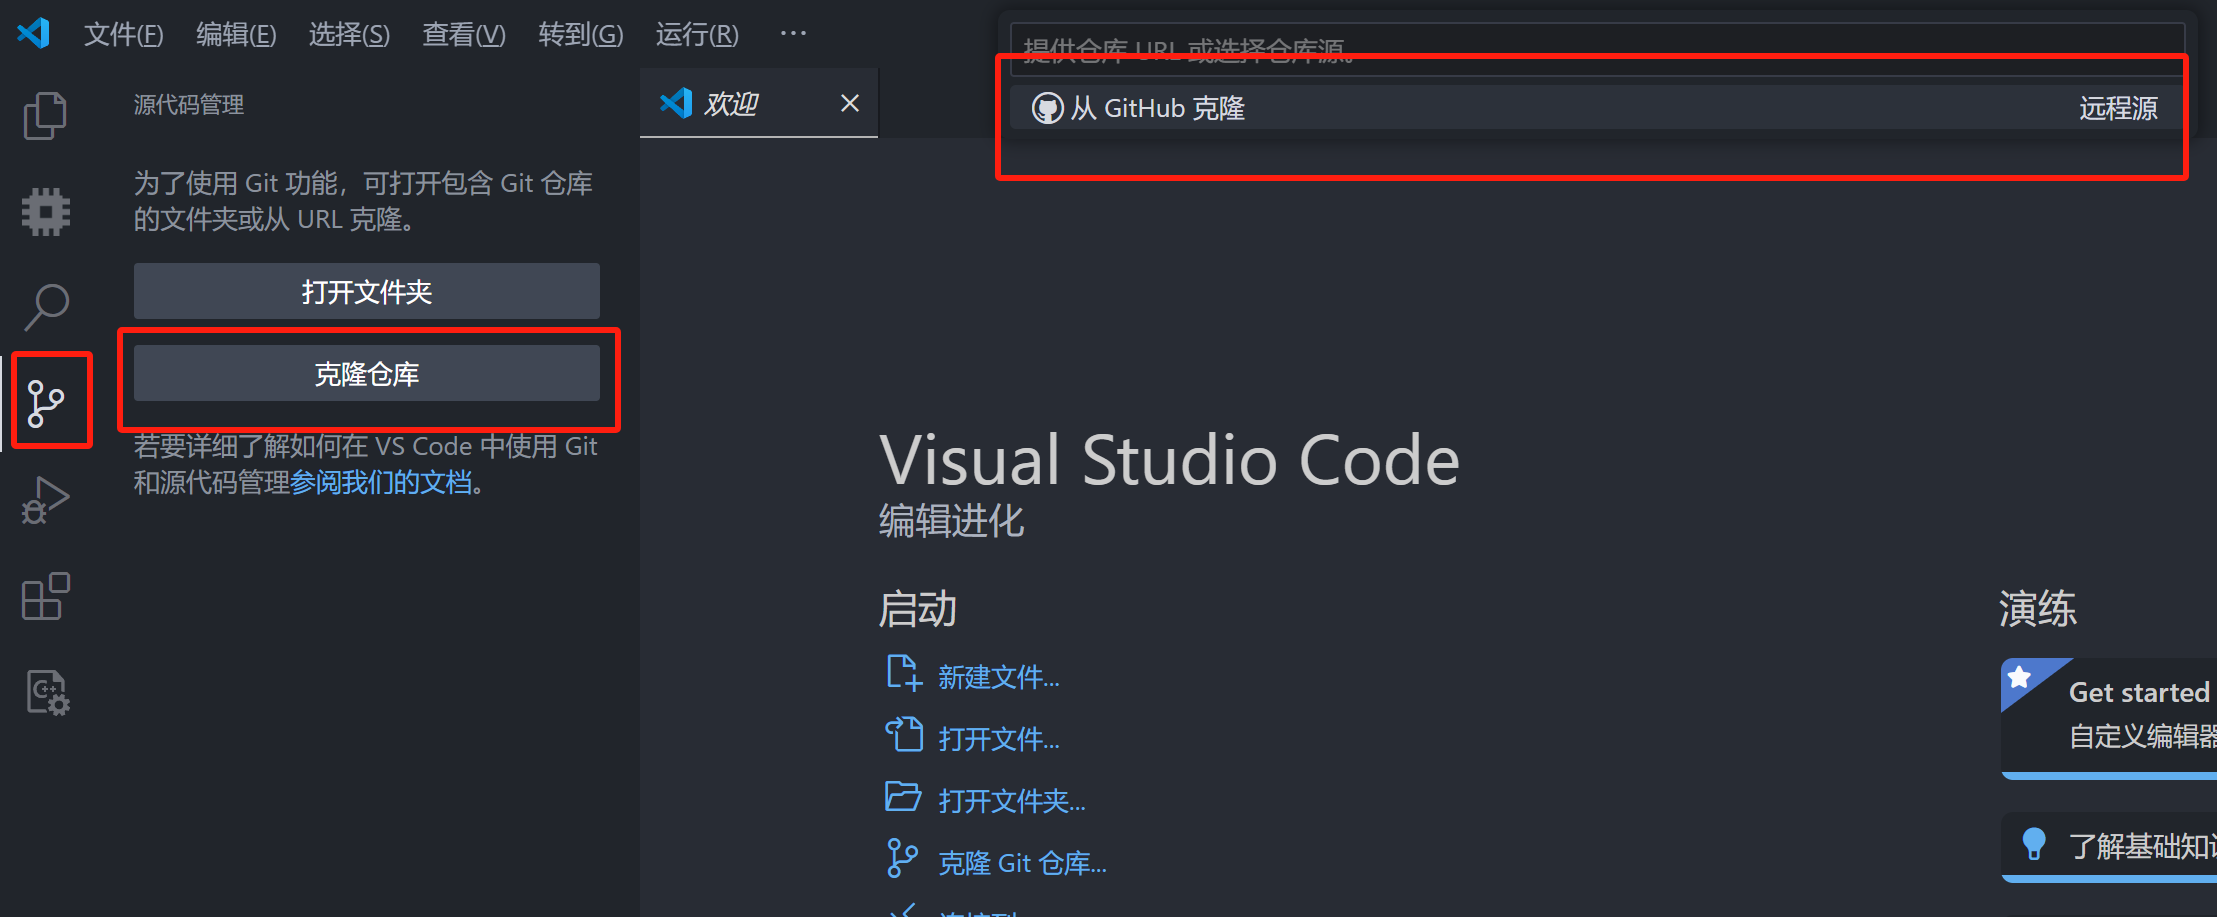 文件(F) 编辑(E) 选择(S) 查看(V) 转到(G) 运行(R) ···
提供仓库 URL 或选择仓库源。
从 GitHub 克隆 远程源
源代码管理
欢迎
为了使用 Git 功能，可打开包含 Git 仓库
的文件夹或从 URL 克隆。
打开文件夹
克隆仓库
若要详细了解如何在 VS Code 中使用 Git
和源代码管理参阅我们的文档。
Visual Studio Code
编辑进化
启动
新建文件...
打开文件...
打开文件夹...
克隆 Git 仓库...
演练
Get started
自定义编辑器
了解基础知